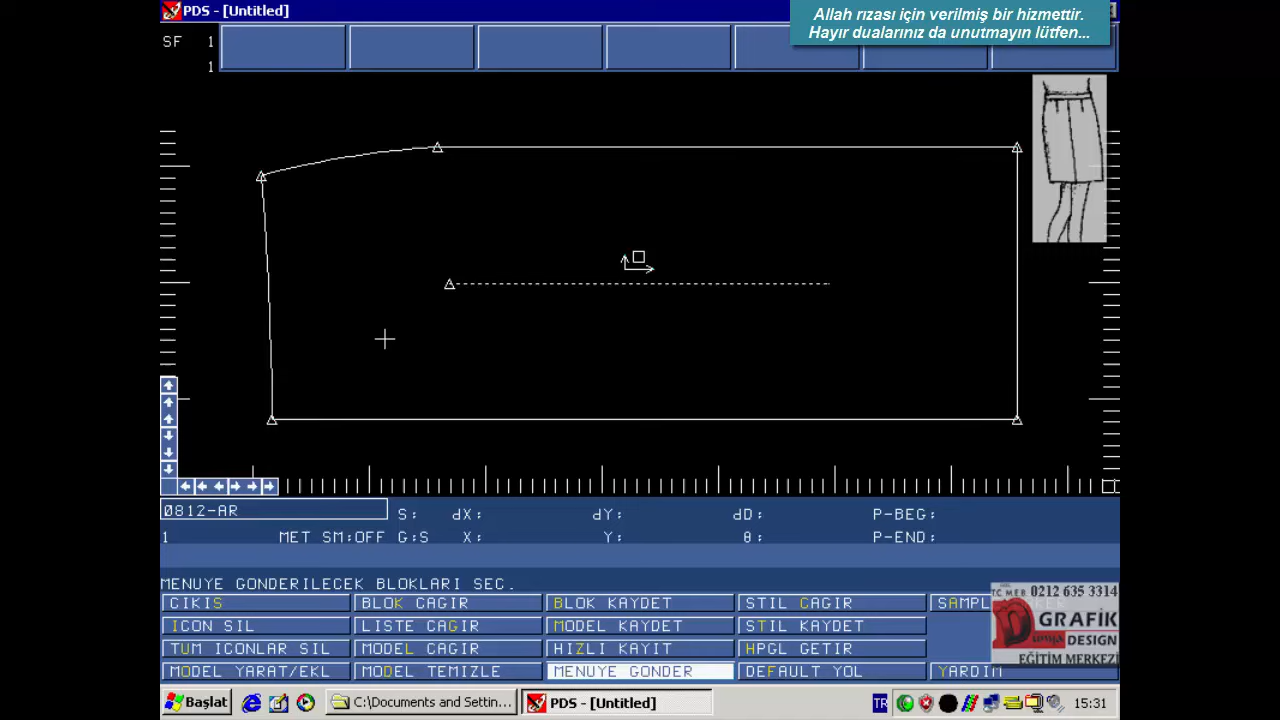 PDS - [Untitled]
Allah rızası için verilmiş bir hizmettir.
Hayır dualarınız da unutmayın lütfen...
SF 1
1
0812-AR S: dX: dY: dD: P-BEG:
1 MET SM:OFF G:S X: Y: θ: P-END:
MENUYE GONDERILECEK BLOKLARI SEC.
CIKIS BLOK CAGIR BLOK KAYDET STIL CAGIR SAMPL
ICON SIL LISTE CAGIR MODEL KAYDET STIL KAYDET
TUM ICONLAR SIL MODEL CAGIR HIZLI KAYIT HPGL GETIR
MODEL YARAT/EKL MODEL TEMIZLE MENUYE GONDER DEFAULT YOL YARDIM
T.C. M.E.B. 0212 635 3314
GRAFİK
Dünya DESIGN
EĞİTİM MERKEZİ
Başlat C:\Documents and Settin... PDS - [Untitled] TR 15:31